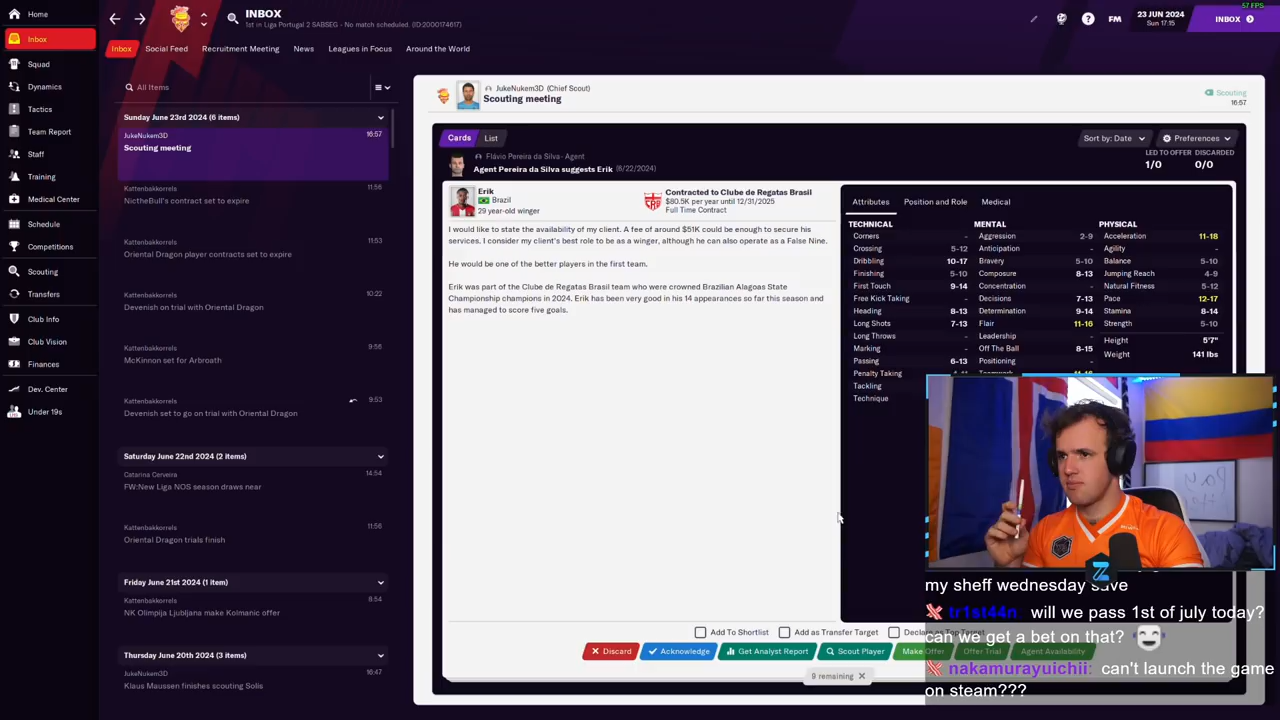 57 FPS
Home
INBOX
1st in Liga Portugal 2 SABSEG - No match scheduled. (ID:2000174617)
FM
23 JUN 2024
Sun 17:15
INBOX
Inbox
Squad
Dynamics
Tactics
Team Report
Staff
Training
Medical Center
Schedule
Competitions
Scouting
Transfers
Club Info
Club Vision
Finances
Dev. Center
Under 19s
Inbox
Social Feed
Recruitment Meeting
News
Leagues in Focus
Around the World
All Items
Sunday June 23rd 2024 (6 items)
JukeNukem3D
16:57
Scouting meeting
Kattenbakkorrels
11:56
NictheBull's contract set to expire
Kattenbakkorrels
11:53
Oriental Dragon player contracts set to expire
Kattenbakkorrels
10:22
Devenish on trial with Oriental Dragon
Kattenbakkorrels
9:56
McKinnon set for Arbroath
Kattenbakkorrels
9:53
Devenish set to go on trial with Oriental Dragon
Saturday June 22nd 2024 (2 items)
Catarina Cerveira
14:54
FW:New Liga NOS season draws near
Kattenbakkorrels
11:56
Oriental Dragon trials finish
Friday June 21st 2024 (1 item)
Kattenbakkorrels
8:54
NK Olimpija Ljubljana make Kolmanic offer
Thursday June 20th 2024 (3 items)
JukeNukem3D
16:47
Klaus Maussen finishes scouting Solis
JukeNukem3D (Chief Scout)
Scouting meeting
Scouting
16:57
Cards
List
Sort by: Date
Preferences
Flávio Pereira da Silva - Agent
Agent Pereira da Silva suggests Erik (6/22/2024)
LED TO OFFER
1/0
DISCARDED
0/0
Erik
Brazil
29 year-old winger
Contracted to Clube de Regatas Brasil
$80.5K per year until 12/31/2025
Full Time Contract
I would like to state the availability of my client. A fee of around $51K could be enough to secure his
services. I consider my client's best role to be as a winger, although he can also operate as a False Nine.
He would be one of the better players in the first team.
Erik was part of the Clube de Regatas Brasil team who were crowned Brazilian Alagoas State
Championship champions in 2024. Erik has been very good in his 14 appearances so far this season and
has managed to score five goals.
Attributes
Position and Role
Medical
TECHNICAL
Corners -
Crossing 5-12
Dribbling 10-17
Finishing 5-10
First Touch 9-14
Free Kick Taking -
Heading 8-13
Long Shots 7-13
Long Throws -
Marking -
Passing 6-13
Penalty Taking 4-11
Tackling
Technique
MENTAL
Aggression 2-9
Anticipation -
Bravery 5-10
Composure 8-13
Concentration -
Decisions 7-13
Determination 9-14
Flair 11-16
Leadership -
Off The Ball 8-15
Positioning -
Teamwork 11-16
PHYSICAL
Acceleration 11-18
Agility -
Balance 5-10
Jumping Reach 4-9
Natural Fitness 5-12
Pace 12-17
Stamina 8-14
Strength 5-10
Height 5'7"
Weight 141 lbs
Add To Shortlist
Add as Transfer Target
Declare as Top Target
Discard
Acknowledge
Get Analyst Report
Scout Player
Make Offer
Offer Trial
Agent Availability
9 remaining
my sheff wednesday save
tr1st44n: will we pass 1st of july today?
can we get a bet on that?
nakamurayuichii: can't launch the game
on steam???